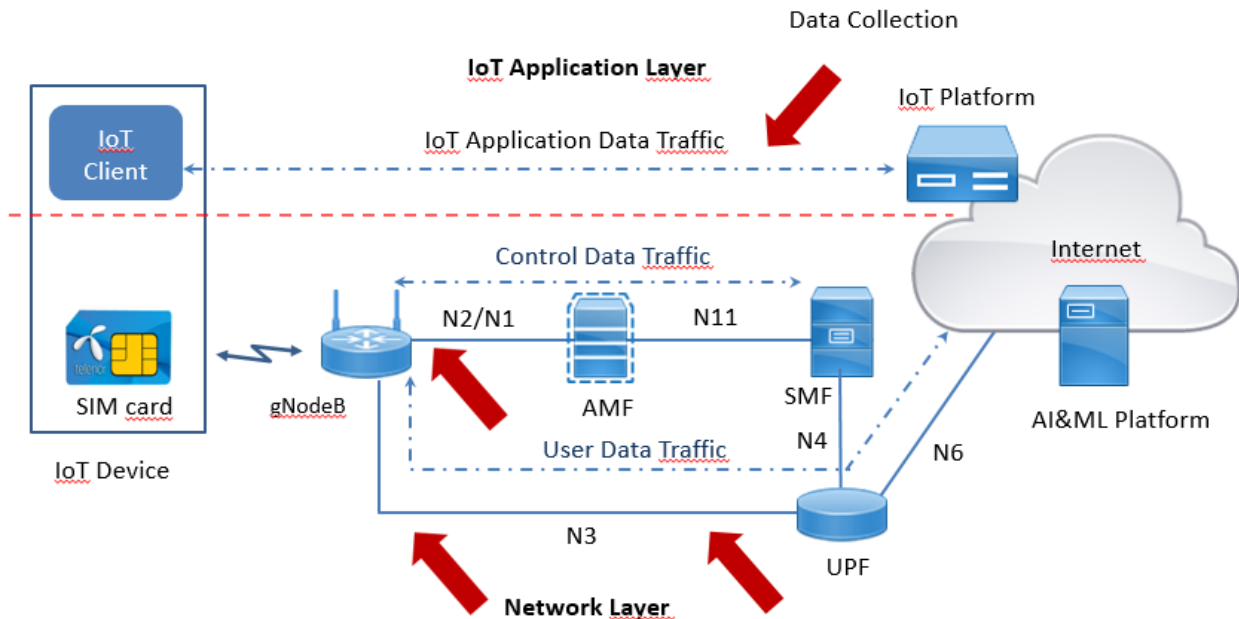 Data Collection
IoT Application Layer
IoT Platform
IoT
Client
IoT Application Data Traffic
Internet
Control Data Traffic
N2/N1
N11
telenor
SIM card
gNodeB
AMF
SMF
AI&ML Platform
User Data Traffic
N4
N6
IoT Device
N3
UPF
Network Layer